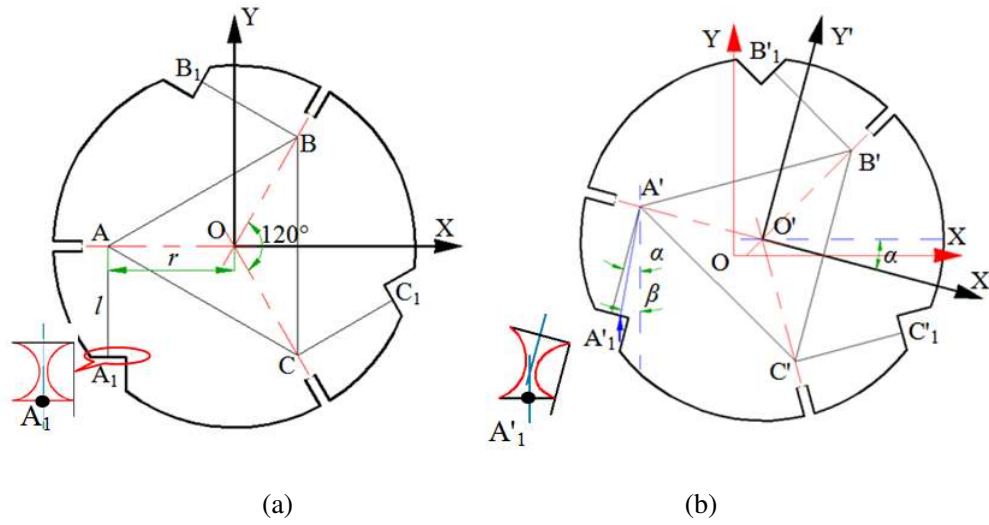 Y
B₁
B
A
O
120°
X
r
l
C₁
A₁
C
A₁
(a)
Y
B'₁
Y'
B'
A'
O'
O
X
α
α
X
β
A'₁
C'₁
C'
A'₁
(b)